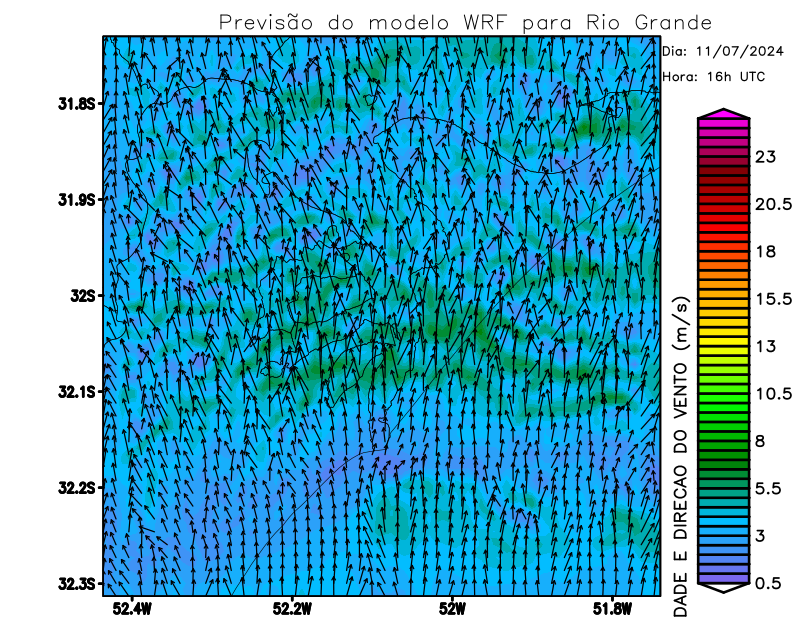 Previsão do modelo WRF para Rio Grande
Dia: 11/07/2024
Hora: 16h UTC
31.8S
31.9S
32S
32.1S
32.2S
32.3S
52.4W
52.2W
52W
51.8W
DADE E DIRECAO DO VENTO (m/s)
23
20.5
18
15.5
13
10.5
8
5.5
3
0.5